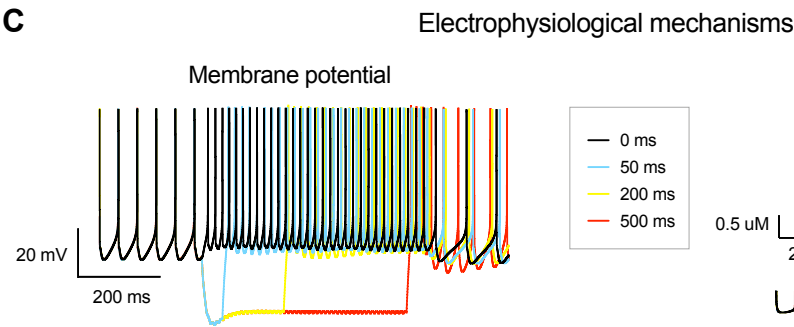 C
Electrophysiological mechanisms
Membrane potential
0 ms
50 ms
200 ms
500 ms
20 mV
200 ms
0.5 uM
2